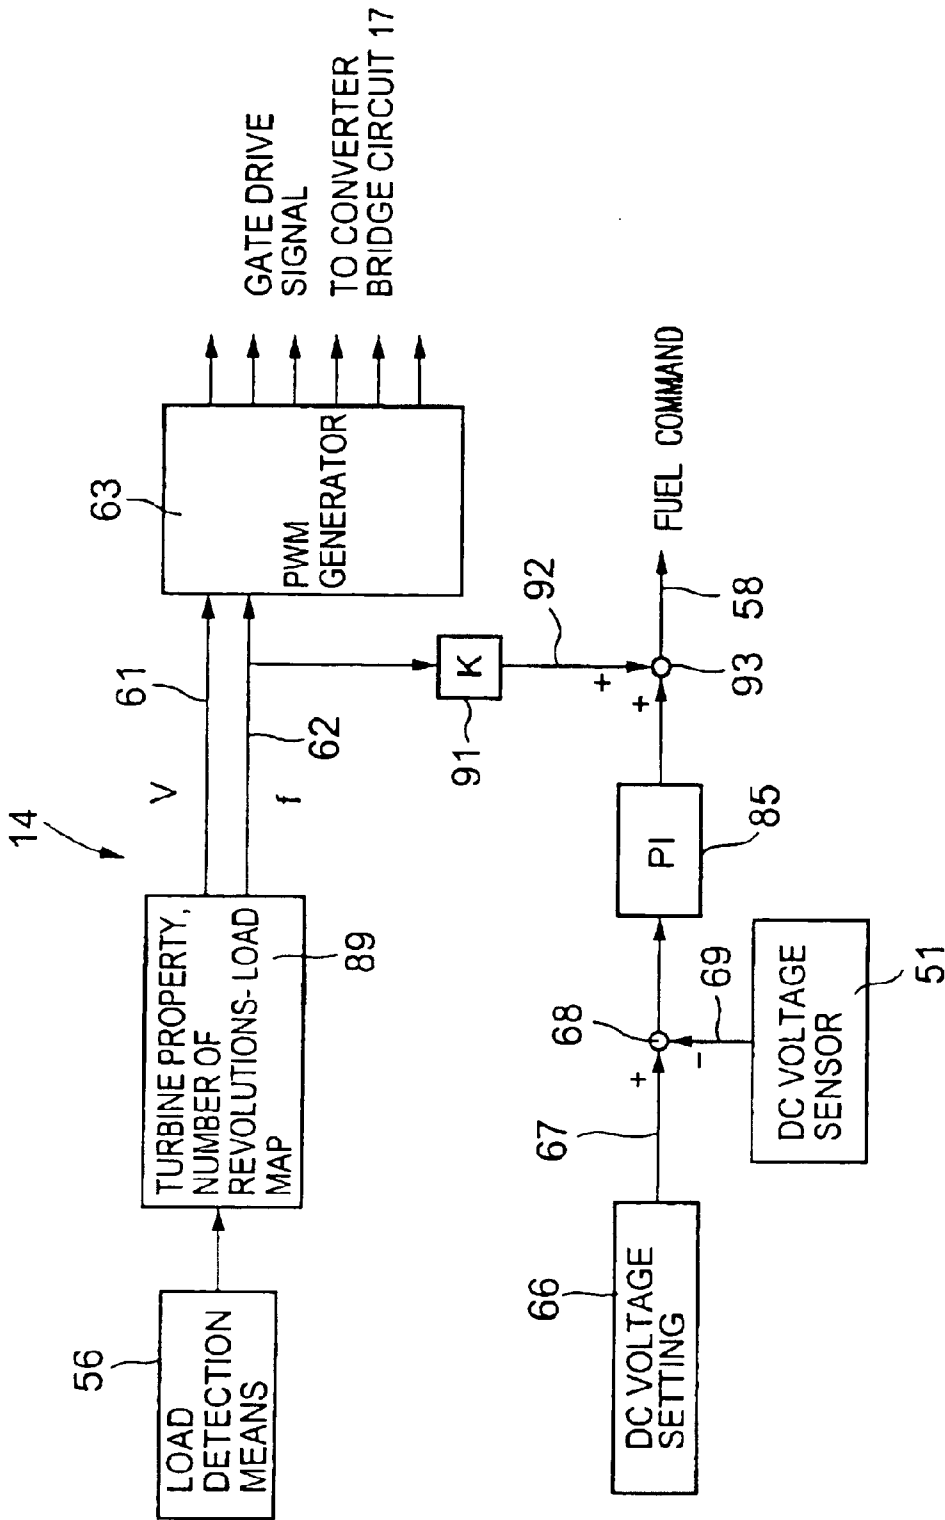 14
56
LOAD
DETECTION
MEANS
TURBINE PROPERTY,
NUMBER OF
REVOLUTIONS- LOAD
MAP
89
V
61
f
62
63
PWM
GENERATOR
GATE DRIVE
SIGNAL
TO CONVERTER
BRIDGE CIRCUIT 17
K
91
92
+
66
DC VOLTAGE
SETTING
67
+
68
-
69
DC VOLTAGE
SENSOR
51
PI
85
+
93
58
FUEL COMMAND